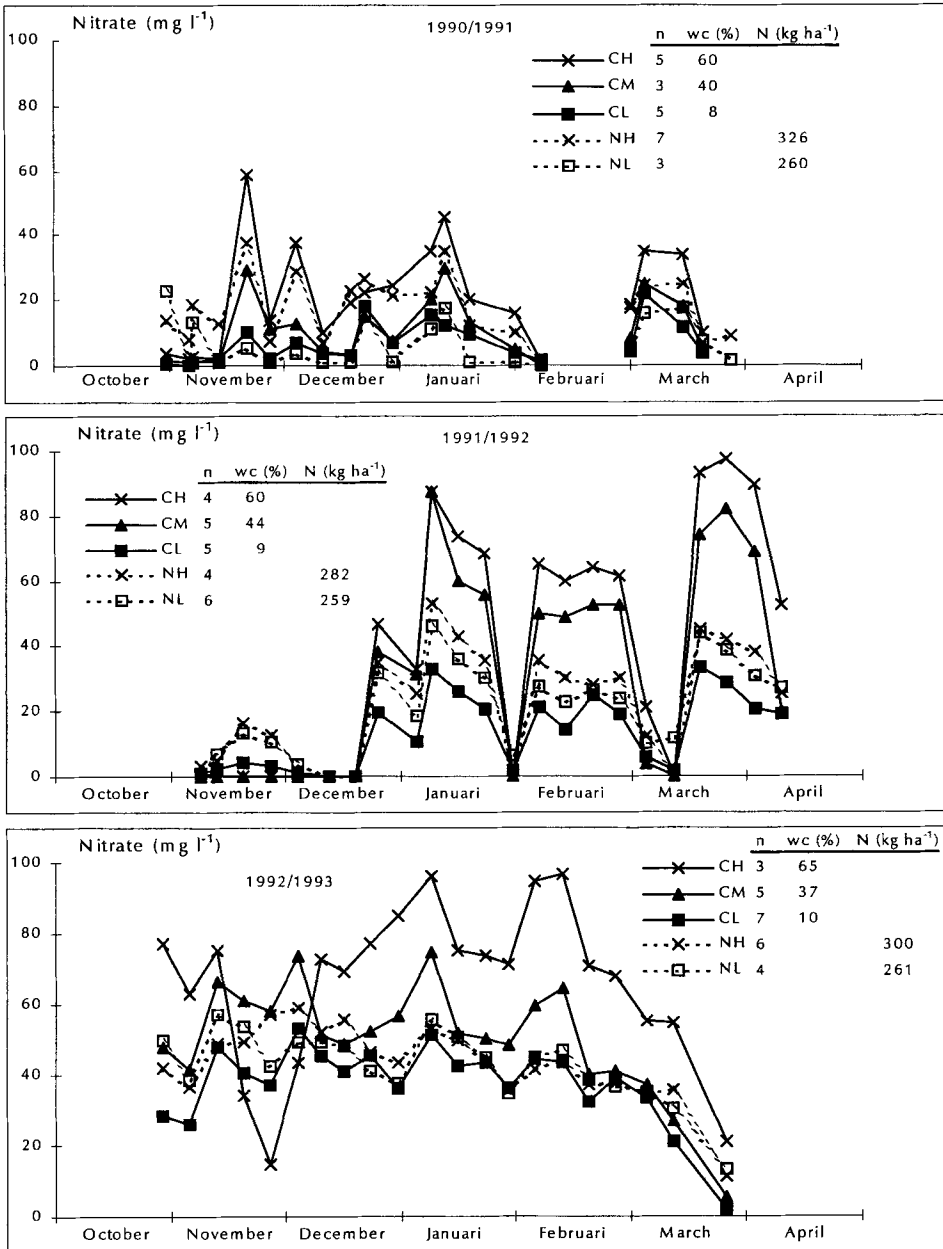 Nitrate (mg l⁻¹)
1990/1991
n wc (%) N (kg ha⁻¹)
CH 5 60
CM 3 40
CL 5 8
NH 7 326
NL 3 260
100
80
60
40
20
0
October November December Januari Februari March April
Nitrate (mg l⁻¹)
1991/1992
n wc (%) N (kg ha⁻¹)
CH 4 60
CM 5 44
CL 5 9
NH 4 282
NL 6 259
100
80
60
40
20
0
October November December Januari Februari March April
Nitrate (mg l⁻¹)
1992/1993
n wc (%) N (kg ha⁻¹)
CH 3 65
CM 5 37
CL 7 10
NH 6 300
NL 4 261
100
80
60
40
20
0
October November December Januari Februari March April